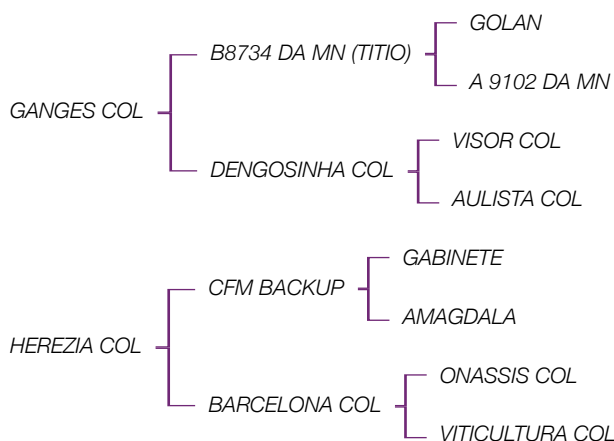 GOLAN
B8734 DA MN (TITIO)
A 9102 DA MN
GANGES COL
VISOR COL
DENGOSINHA COL
AULISTA COL
GABINETE
CFM BACKUP
AMAGDALA
HEREZIA COL
ONASSIS COL
BARCELONA COL
VITICULTURA COL